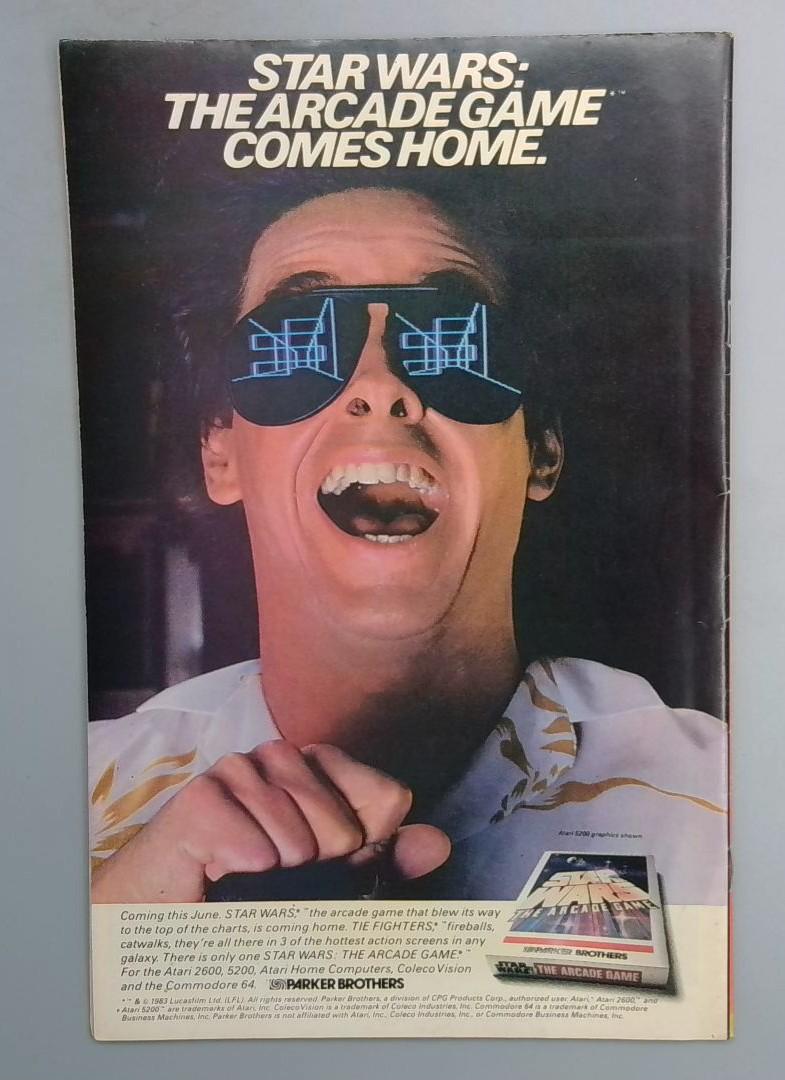 STAR WARS:
THE ARCADE GAME*™
COMES HOME.
Atari 5200 graphics shown
STAR
WARS
THE ARCADE GAME
PARKER BROTHERS
STAR
WARS THE ARCADE GAME
Coming this June. STAR WARS,*™ the arcade game that blew its way
to the top of the charts, is coming home. TIE FIGHTERS,*™ fireballs,
catwalks, they're all there in 3 of the hottest action screens in any
galaxy. There is only one STAR WARS: THE ARCADE GAME*™
For the Atari 2600, 5200, Atari Home Computers, ColecoVision
and the Commodore 64. PARKER BROTHERS
*™ & © 1983 Lucasfilm Ltd. (LFL). All rights reserved. Parker Brothers, a division of CPG Products Corp., authorized user. Atari,® Atari 2600,™ and
Atari 5200™ are trademarks of Atari, Inc. ColecoVision is a trademark of Coleco Industries, Inc. Commodore 64 is a trademark of Commodore
Business Machines, Inc. Parker Brothers is not affiliated with Atari, Inc., Coleco Industries, Inc., or Commodore Business Machines, Inc.